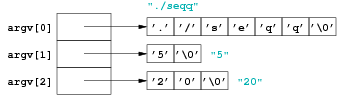 "./seqq"
argv[0] '.' '/' 's' 'e' 'q' 'q' '\0'
argv[1] '5' '\0' "5"
argv[2] '2' '0' '\0' "20"